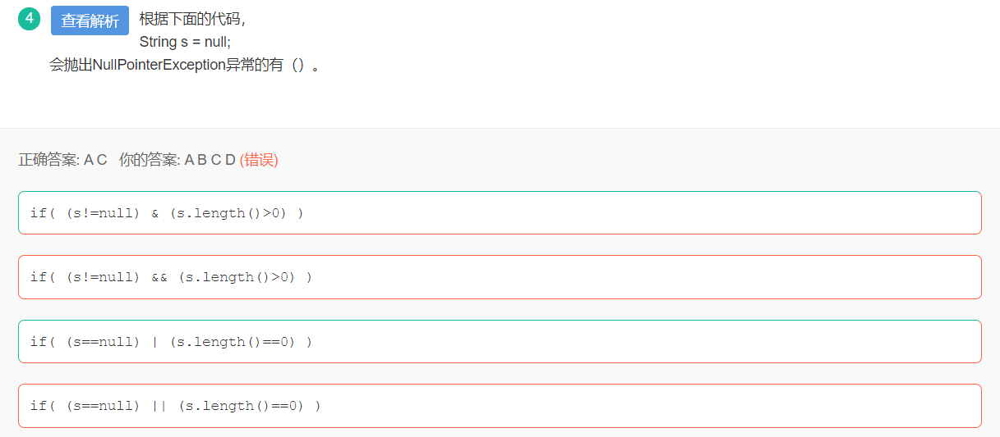 4 查看解析 根据下面的代码，
String s = null;
会抛出NullPointerException异常的有（）。
正确答案: A C 你的答案: A B C D (错误)
if( (s!=null) & (s.length()>0) )
if( (s!=null) && (s.length()>0) )
if( (s==null) | (s.length()==0) )
if( (s==null) || (s.length()==0) )